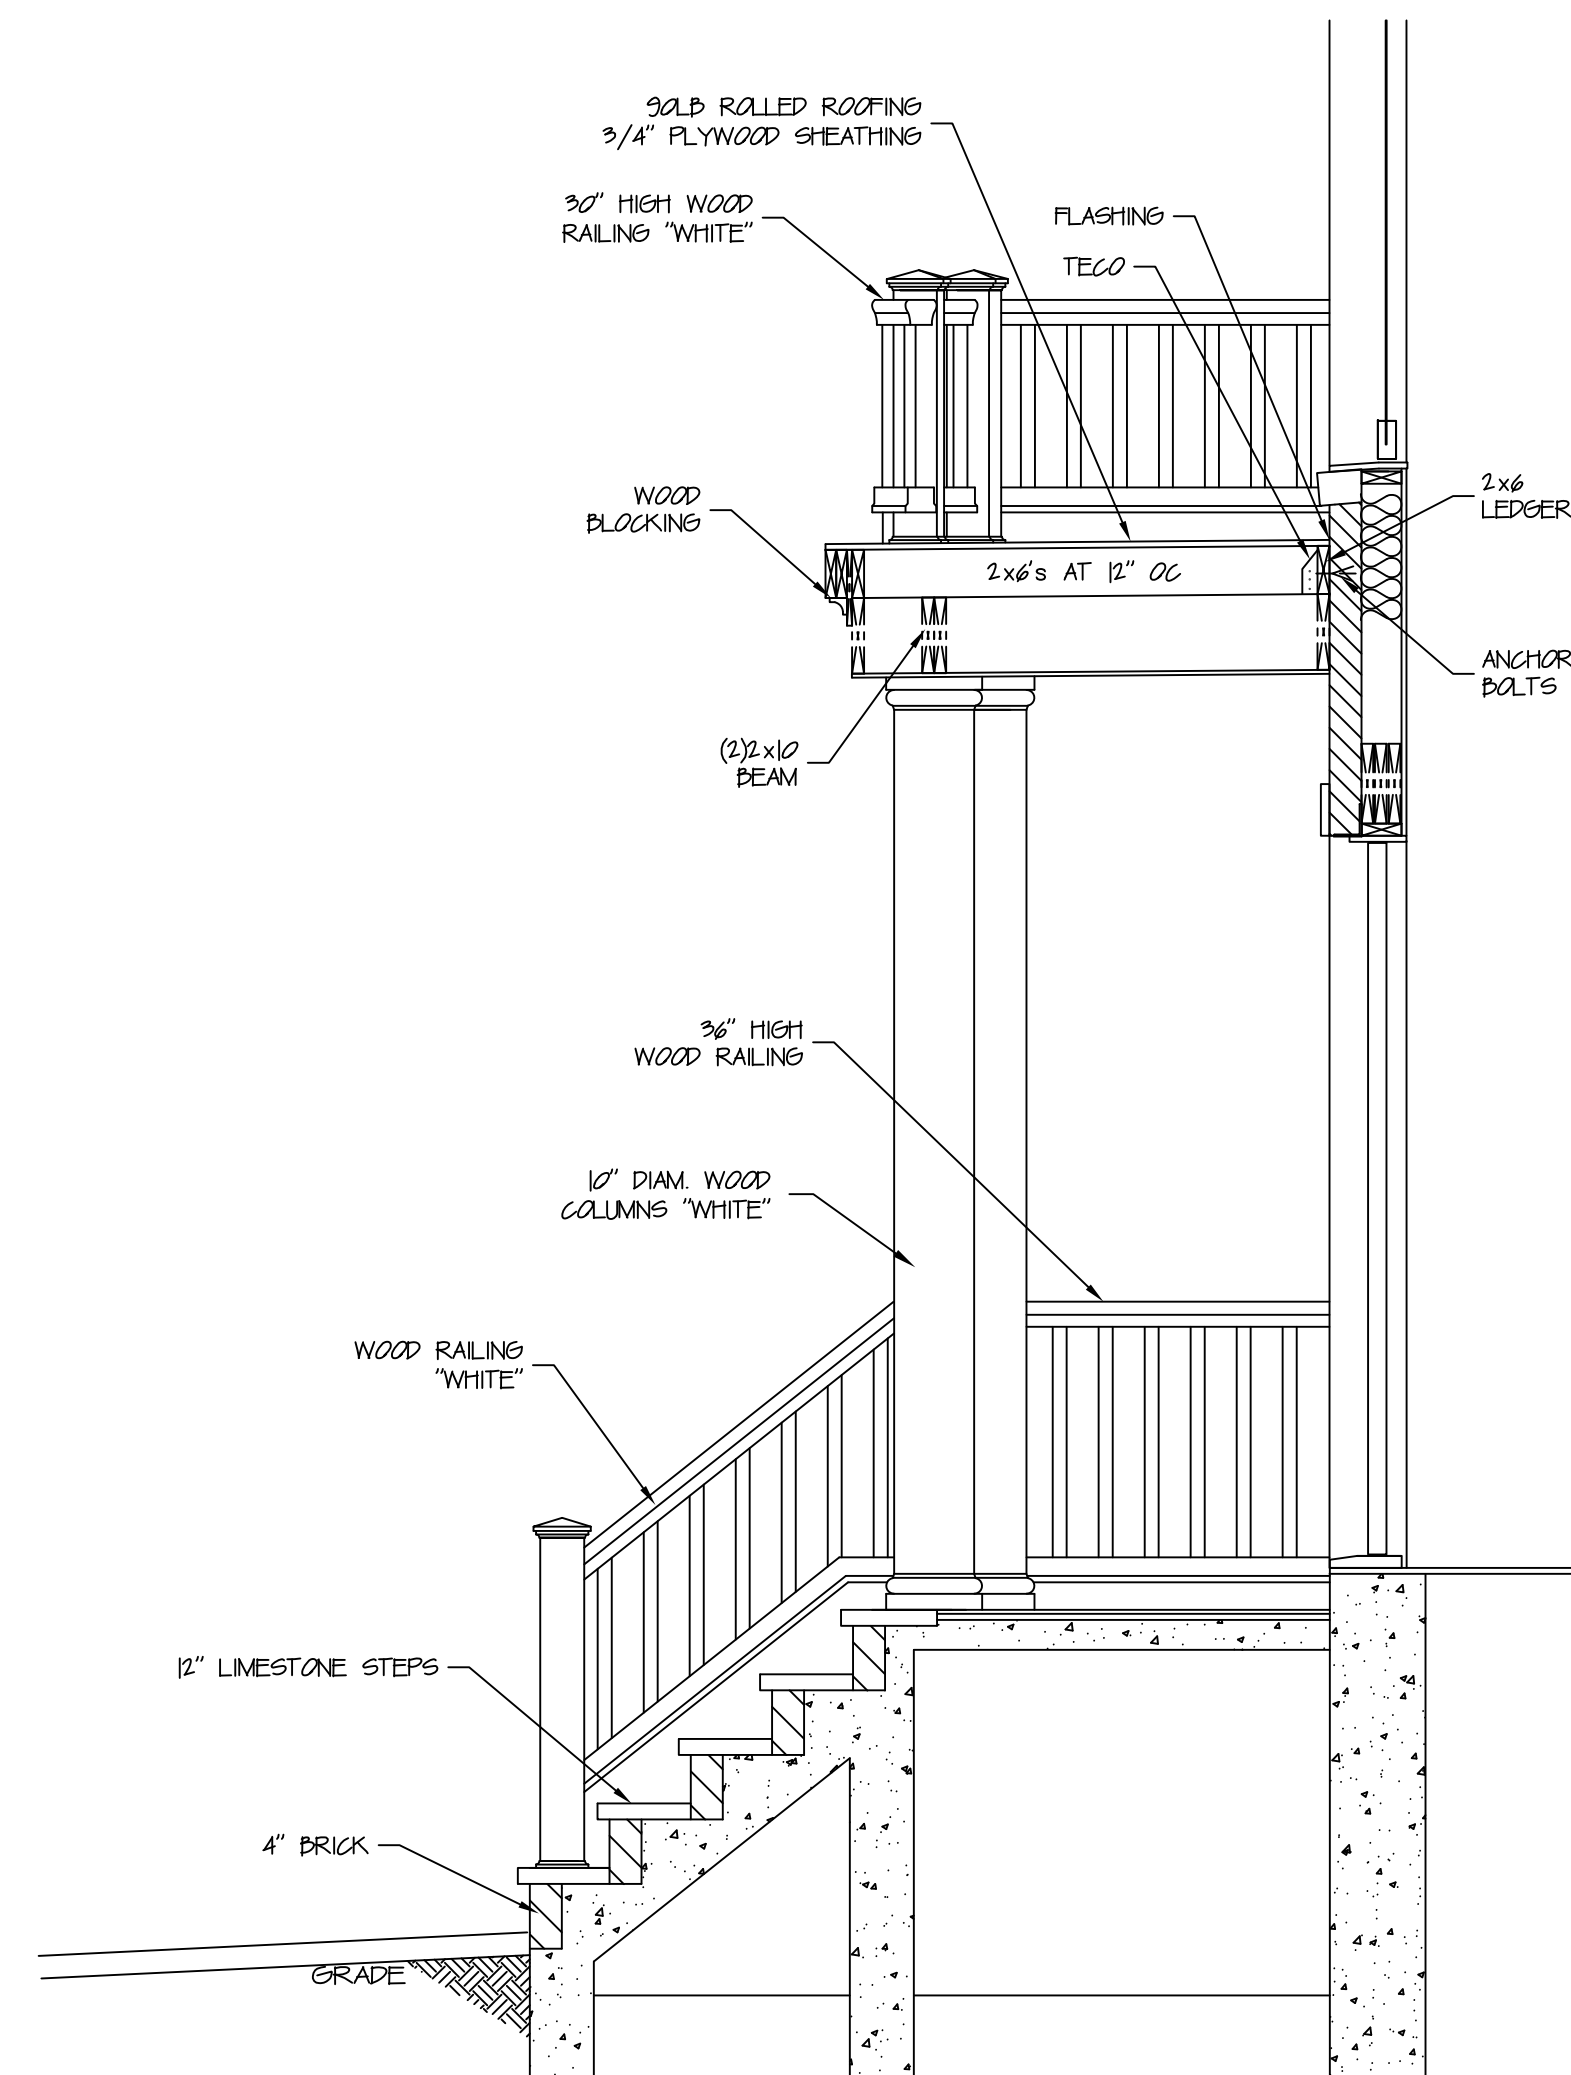 90LB ROLLED ROOFING
3/4" PLYWOOD SHEATHING
30" HIGH WOOD
RAILING "WHITE"
FLASHING
TECO
WOOD
BLOCKING
2x6
LEDGER
2x6's AT 12" OC
ANCHOR
BOLTS
(2)2x10
BEAM
36" HIGH
WOOD RAILING
10" DIAM. WOOD
COLUMNS "WHITE"
WOOD RAILING
"WHITE"
12" LIMESTONE STEPS
4" BRICK
GRADE